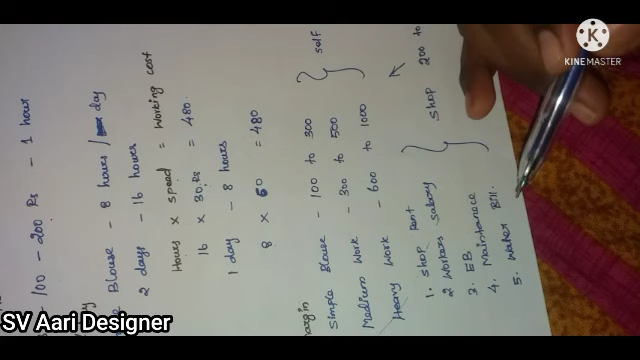 100 - 200 Rs - 1 hour
Blouse - 8 hours / day
2 days - 16 hours
Hours x speed = Working cost
16 x 30 Rs = 480.
1 day - 8 hours
8 x 60 = 480
Simple Blouse - 100 to 300
Medium Work - 300 to 500
Heavy Work - 600 to 1000
self
1. Shop Rent
2 Workers Salary
3. EB
4. Maintanece
5. Water Bill.
Shop 200 to
KINEMASTER
SV Aari Designer